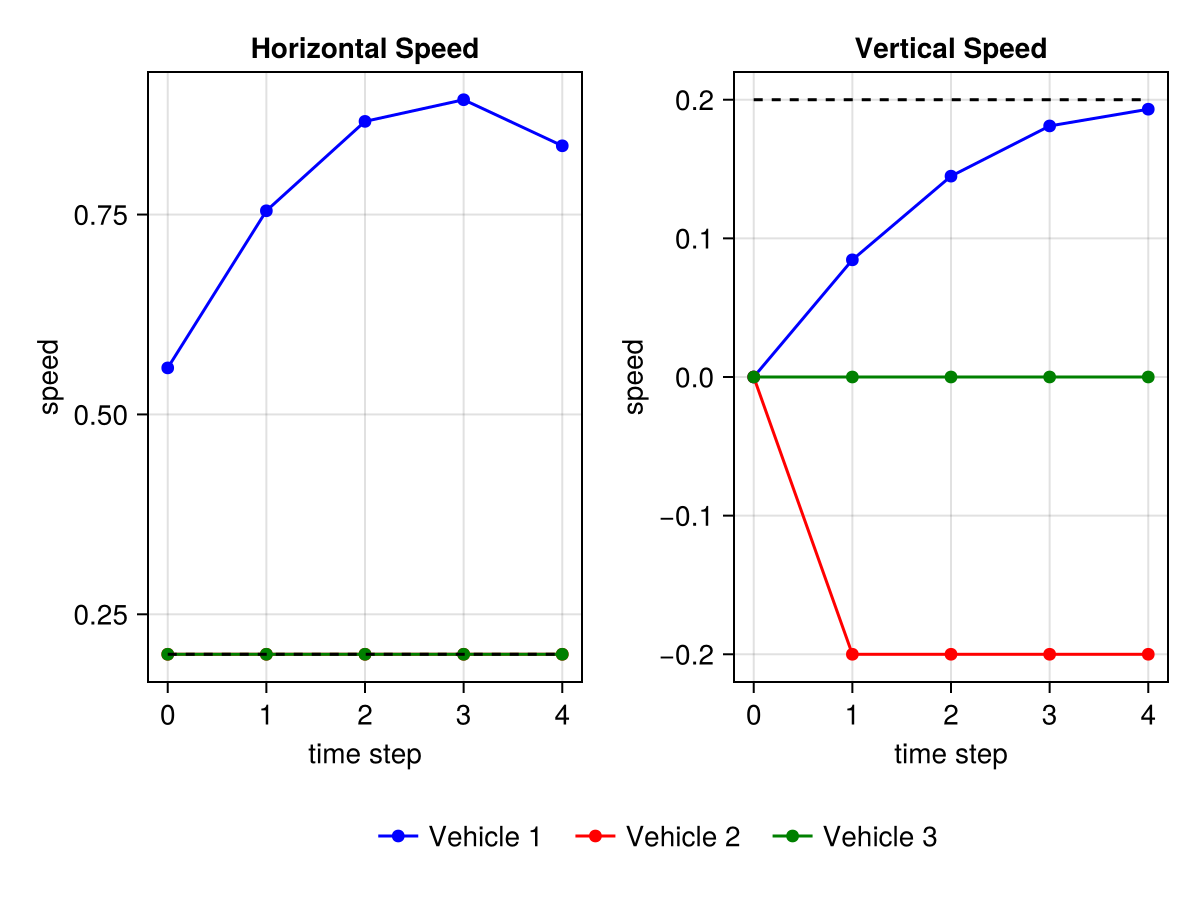 Horizontal Speed
0.75
0.50
0.25
speed
0 1 2 3 4
time step
Vertical Speed
0.2
0.1
0.0
−0.1
−0.2
speed
0 1 2 3 4
time step
Vehicle 1 Vehicle 2 Vehicle 3